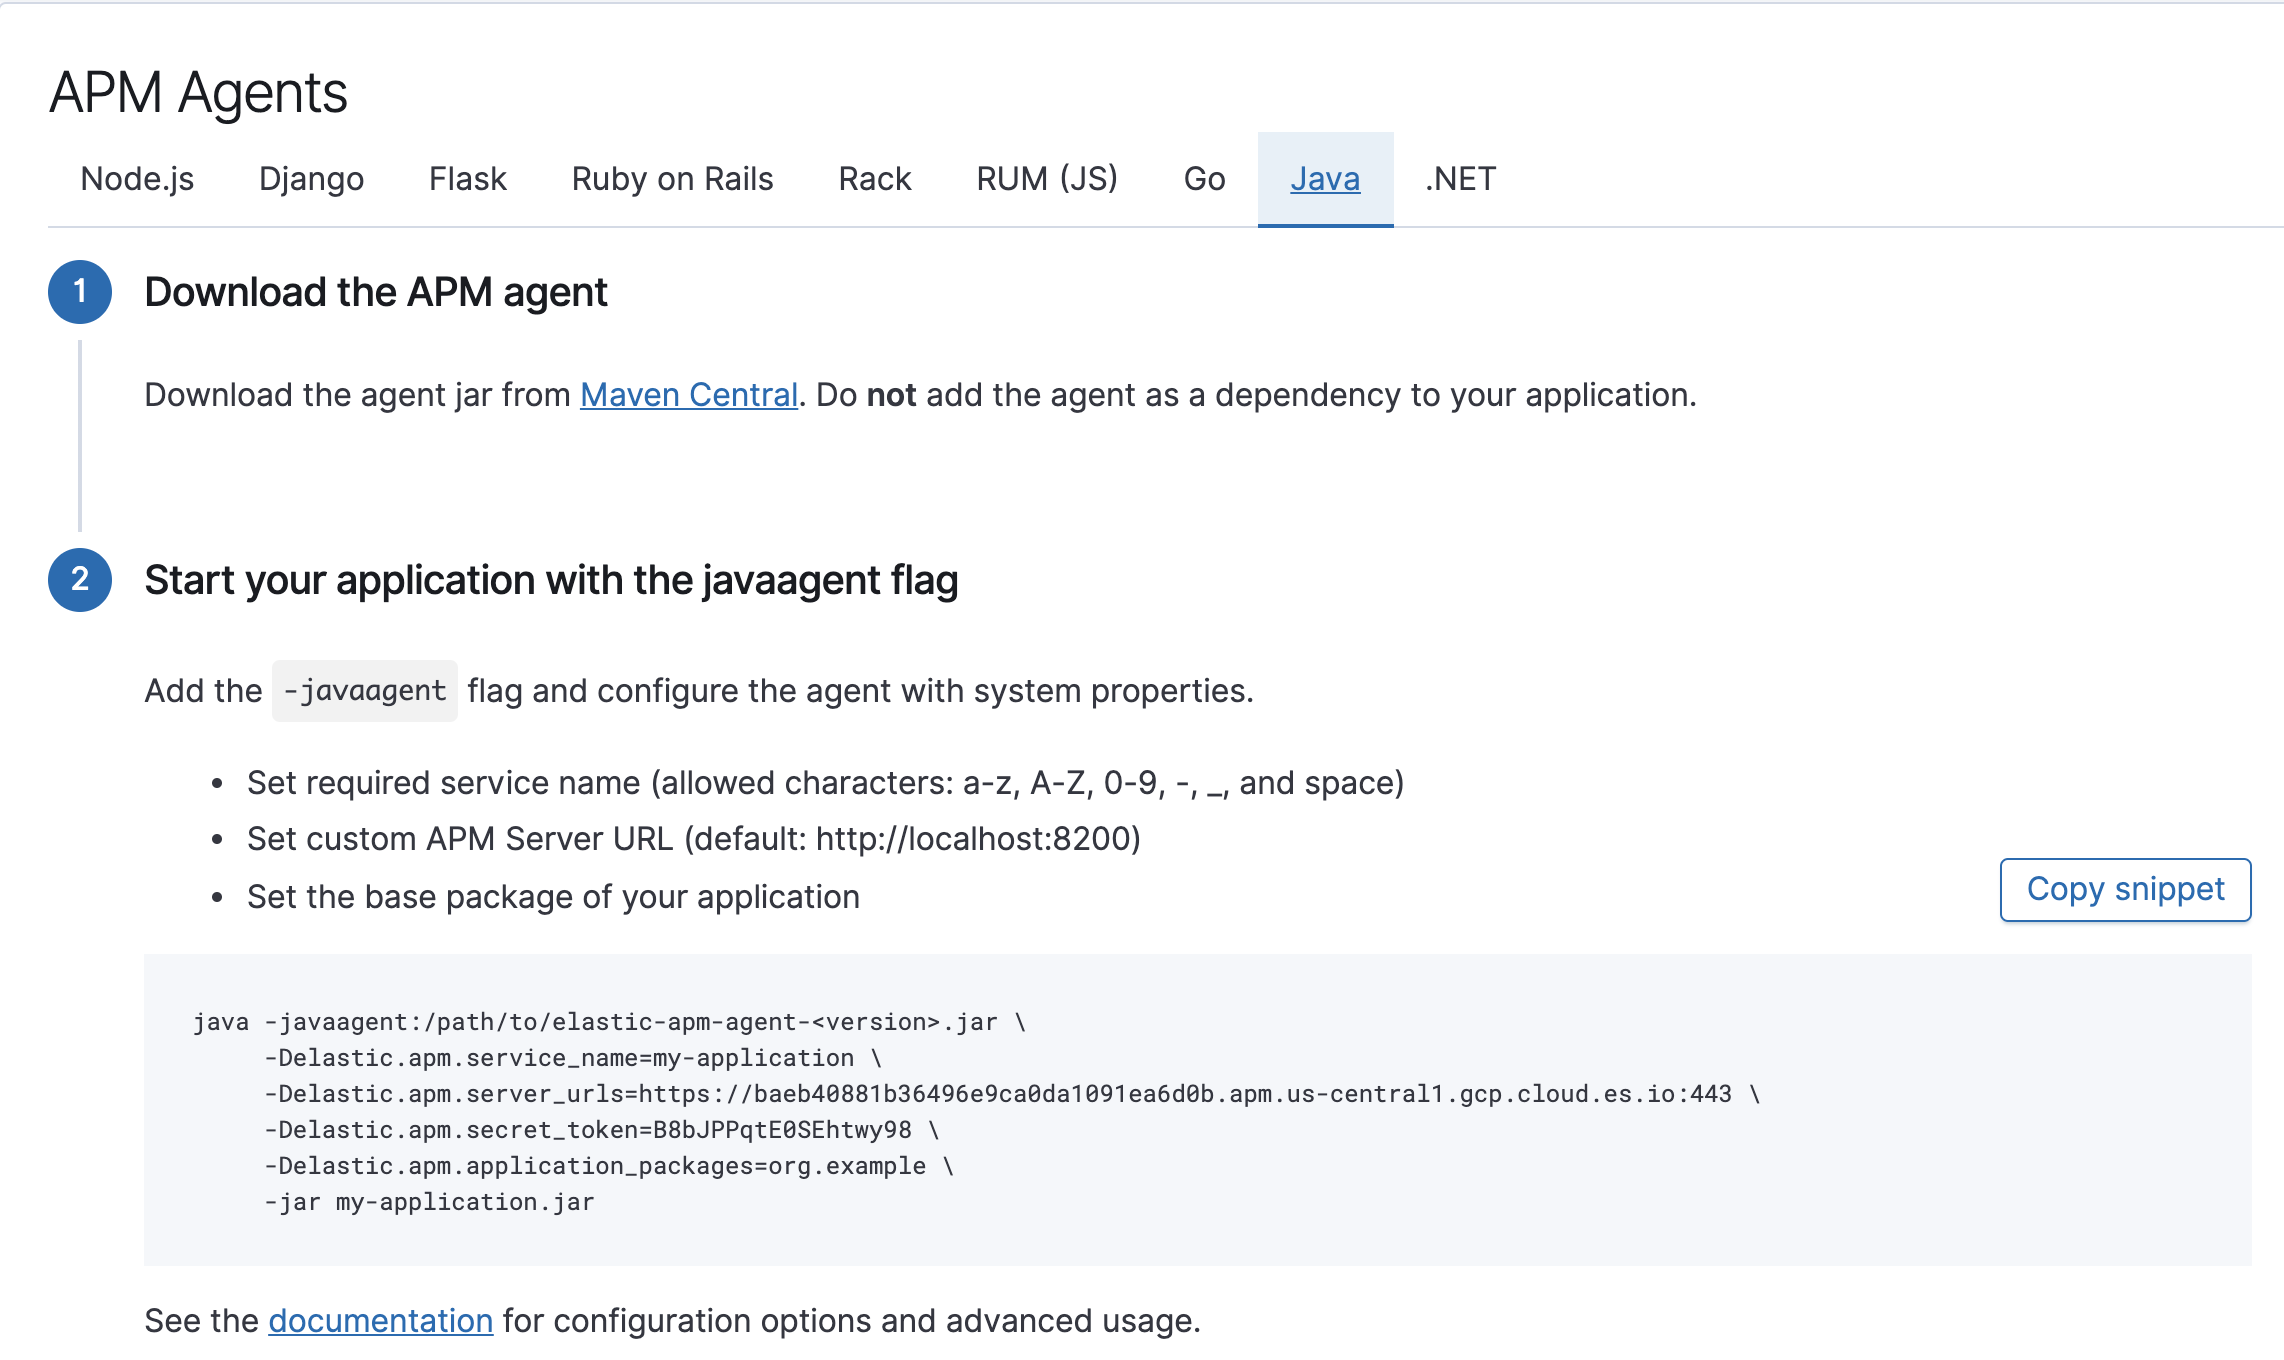 APM Agents
Node.js Django Flask Ruby on Rails Rack RUM (JS) Go Java .NET
1 Download the APM agent
Download the agent jar from Maven Central. Do not add the agent as a dependency to your application.
2 Start your application with the javaagent flag
Add the -javaagent flag and configure the agent with system properties.
• Set required service name (allowed characters: a-z, A-Z, 0-9, -, _, and space)
• Set custom APM Server URL (default: http://localhost:8200)
• Set the base package of your application
Copy snippet
java -javaagent:/path/to/elastic-apm-agent-<version>.jar \
-Delastic.apm.service_name=my-application \
-Delastic.apm.server_urls=https://baeb40881b36496e9ca0da1091ea6d0b.apm.us-central1.gcp.cloud.es.io:443 \
-Delastic.apm.secret_token=B8bJPPqtE0SEhtwy98 \
-Delastic.apm.application_packages=org.example \
-jar my-application.jar
See the documentation for configuration options and advanced usage.